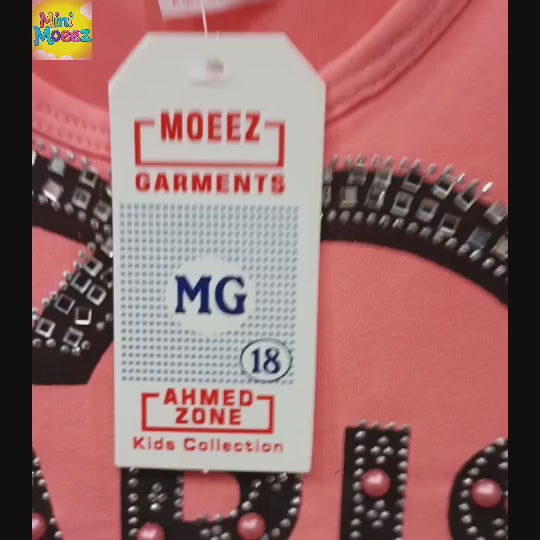 Mini
Moeez
MOEEZ
GARMENTS
MG
18
AHMED
ZONE
Kids Collection